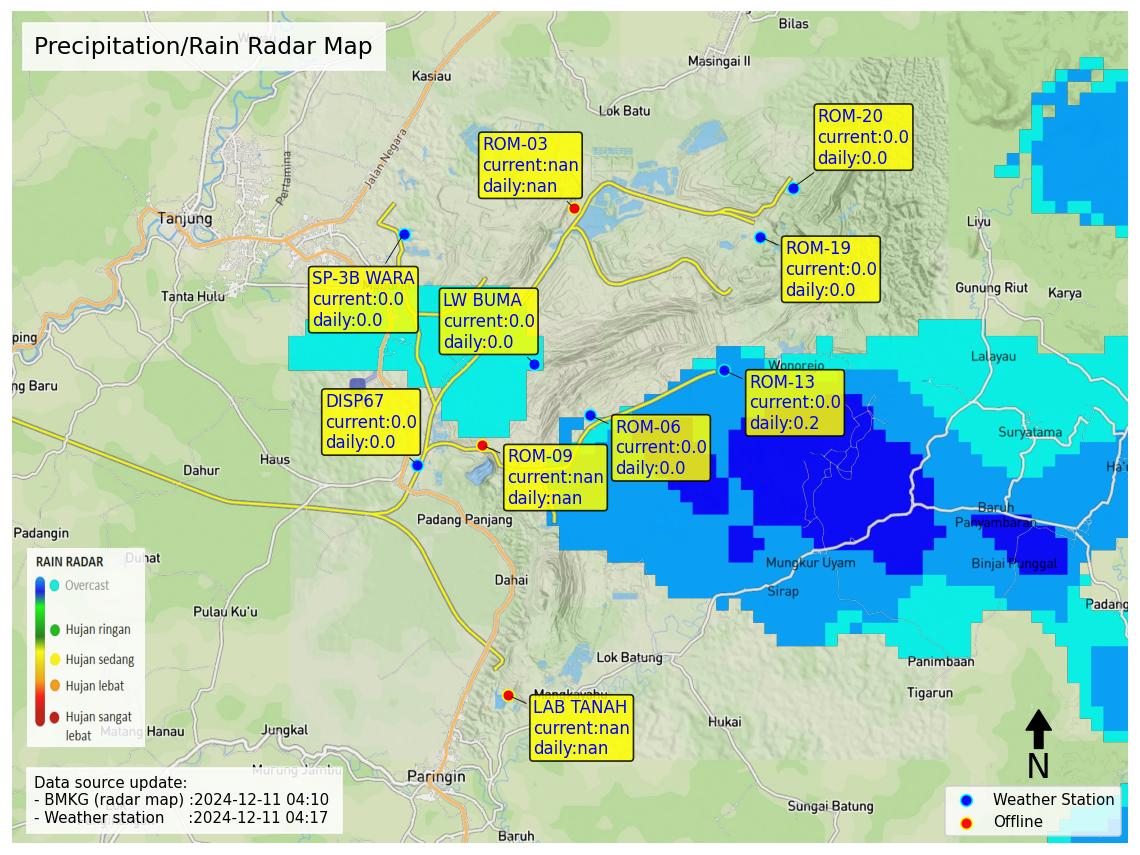 Precipitation/Rain Radar Map
Bilas
Masingai II
Kasiau
Lok Batu
Jalan Negara
Pertamina
Tanjung
ROM-03
current:nan
daily:nan
ROM-20
current:0.0
daily:0.0
ROM-19
current:0.0
daily:0.0
Liyu
Gunung Riut
Karya
SP-3B WARA
current:0.0
daily:0.0
LW BUMA
current:0.0
daily:0.0
Tanta Hulu
ping
ng Baru
Lalayau
Wonorejo
ROM-13
current:0.0
daily:0.2
DISP67
current:0.0
daily:0.0
ROM-06
current:0.0
daily:0.0
ROM-09
current:nan
daily:nan
Suryatama
Ha'u
Haus
Dahur
Padang Panjang
Baruh
Panyambaran
Padangin
Duhat
Mungkur Uyam
Binjai Punggal
Dahai
Sirap
Padang
Pulau Ku'u
RAIN RADAR
Overcast
Hujan ringan
Hujan sedang
Hujan lebat
Hujan sangat
lebat
Lok Batung
Panimbaan
Tigarun
Mangkayahu
LAB TANAH
current:nan
daily:nan
Hukai
Matang Hanau
Jungkal
Murung Jambu
Paringin
Sungai Batung
Baruh
N
Data source update:
- BMKG (radar map) :2024-12-11 04:10
- Weather station :2024-12-11 04:17
Weather Station
Offline